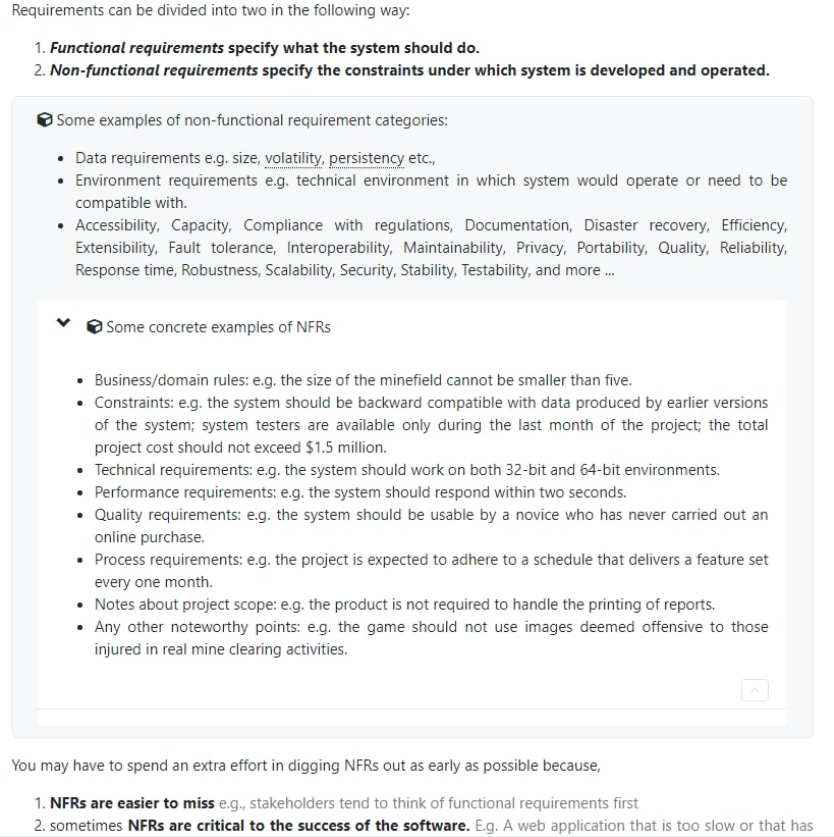 Requirements can be divided into two in the following way:
1. Functional requirements specify what the system should do.
2. Non-functional requirements specify the constraints under which system is developed and operated.
Some examples of non-functional requirement categories:
• Data requirements e.g. size, volatility, persistency etc.,
• Environment requirements e.g. technical environment in which system would operate or need to be
compatible with.
• Accessibility, Capacity, Compliance with regulations, Documentation, Disaster recovery, Efficiency,
Extensibility, Fault tolerance, Interoperability, Maintainability, Privacy, Portability, Quality, Reliability,
Response time, Robustness, Scalability, Security, Stability, Testability, and more ...
Some concrete examples of NFRs
• Business/domain rules: e.g. the size of the minefield cannot be smaller than five.
• Constraints: e.g. the system should be backward compatible with data produced by earlier versions
of the system; system testers are available only during the last month of the project; the total
project cost should not exceed $1.5 million.
• Technical requirements: e.g. the system should work on both 32-bit and 64-bit environments.
• Performance requirements: e.g. the system should respond within two seconds.
• Quality requirements: e.g. the system should be usable by a novice who has never carried out an
online purchase.
• Process requirements: e.g. the project is expected to adhere to a schedule that delivers a feature set
every one month.
• Notes about project scope: e.g. the product is not required to handle the printing of reports.
• Any other noteworthy points: e.g. the game should not use images deemed offensive to those
injured in real mine clearing activities.
You may have to spend an extra effort in digging NFRs out as early as possible because,
1. NFRs are easier to miss e.g., stakeholders tend to think of functional requirements first
2. sometimes NFRs are critical to the success of the software. E.g. A web application that is too slow or that has